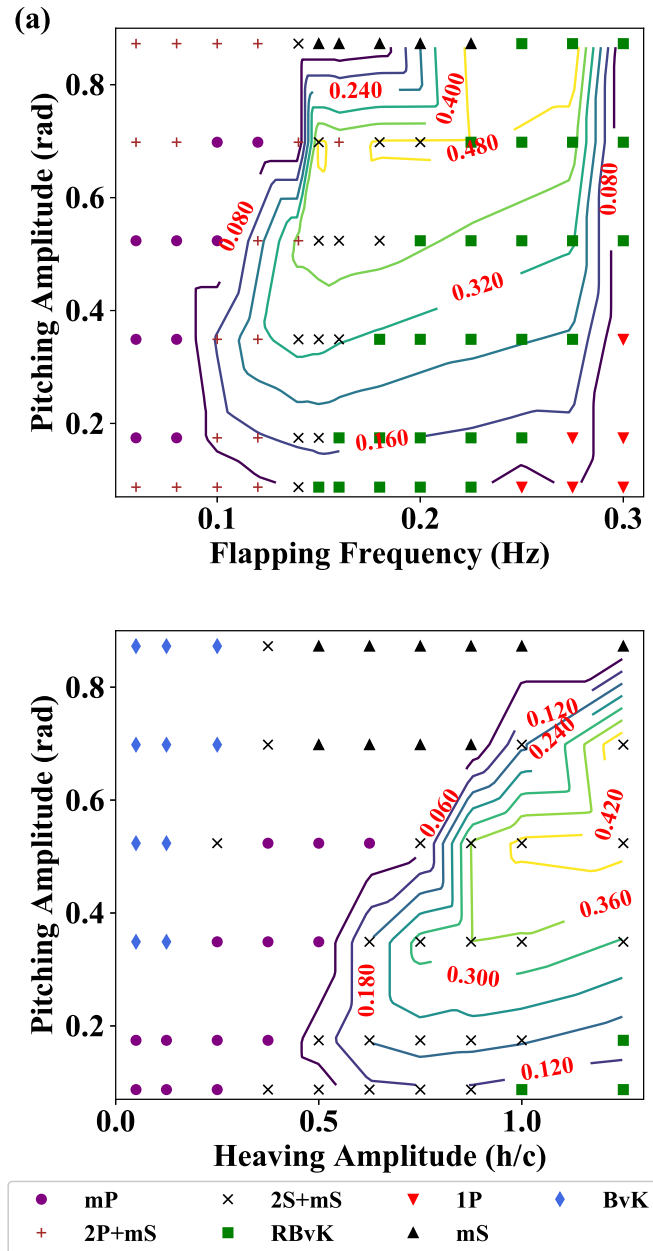 (a)
0.8
0.6
0.4
0.2
Pitching Amplitude (rad)
0.240
0.400
0.480
0.080
0.080
0.320
0.160
0.1 0.2 0.3
Flapping Frequency (Hz)
0.8
0.6
0.4
0.2
Pitching Amplitude (rad)
0.120
0.240
0.060
0.420
0.360
0.300
0.180
0.120
0.0 0.5 1.0
Heaving Amplitude (h/c)
mP 2S+mS 1P BvK
2P+mS RBvK mS